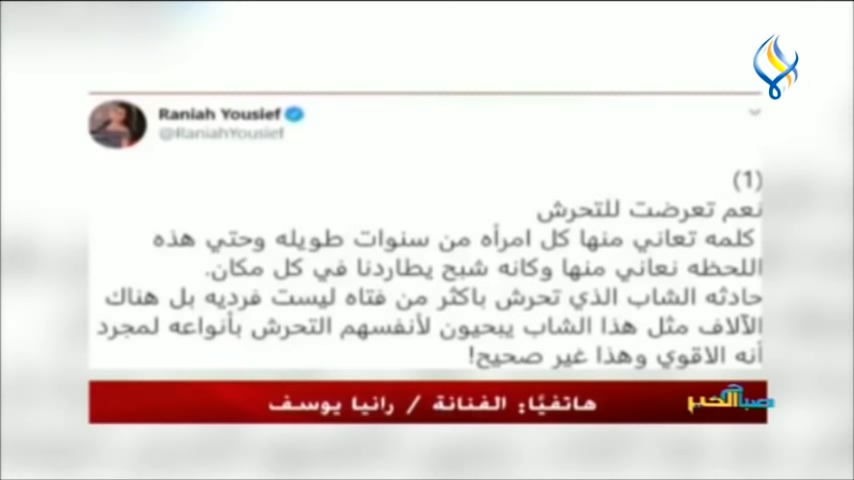 Raniah Yousief
@RaniahYousief
(1)
نعم تعرضت للتحرش
كلمه تعاني منها كل امرأه من سنوات طويله وحتي هذه
اللحظه نعاني منها وكانه شبح يطاردنا في كل مكان.
حادثه الشاب الذي تحرش باكثر من فتاه ليست فرديه بل هناك
الآلاف مثل هذا الشاب يبحيون لأنفسهم التحرش بأنواعه لمجرد
أنه الاقوي وهذا غير صحيح!
هاتفيًا: الفنانة / رانيا يوسف
صباح الخير